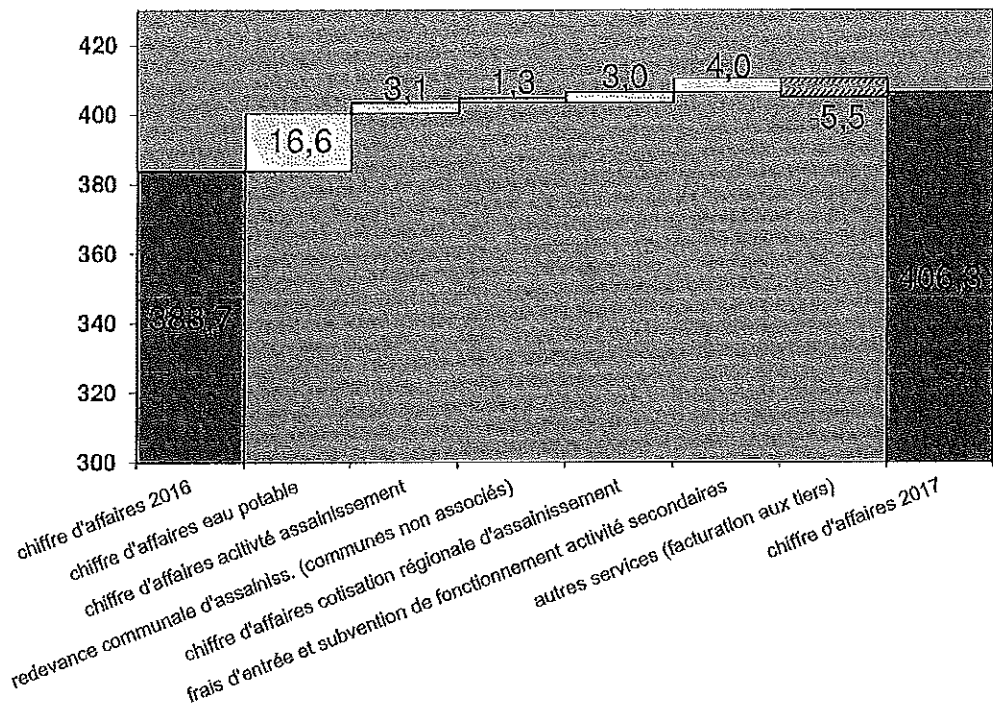 420
400
380
360
340
320
300
383,7
16,6
3,1
1,3
3,0
4,0
5,5
406,3
chiffre d'affaires 2016
chiffre d'affaires eau potable
chiffre d'affaires acitivté assainissement
redevance communale d'assainiss. (communes non associés)
chiffre d'affaires cotisation régionale d'assainissement
frais d'entrée et subvention de fonctionnement activité secondaires
autres services (facturation aux tiers)
chiffre d'affaires 2017